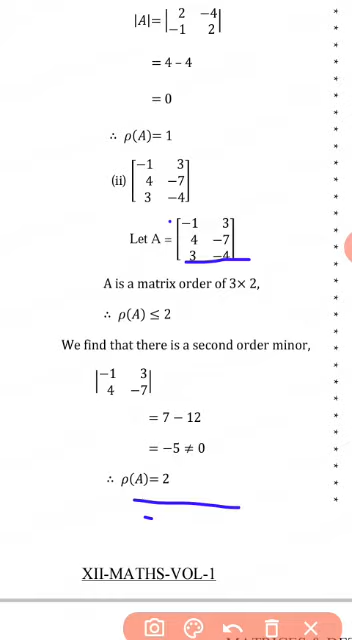 |A|=| 2 −4|
|−1 2|
= 4 – 4
= 0
∴ ρ(A)= 1
(ii) [−1 3]
[4 −7]
[3 −4]
Let A = [−1 3]
[4 −7]
[3 −4]
A is a matrix order of 3× 2,
∴ ρ(A) ≤ 2
We find that there is a second order minor,
|−1 3|
|4 −7|
= 7 − 12
= −5 ≠ 0
∴ ρ(A)= 2
XII-MATHS-VOL-1